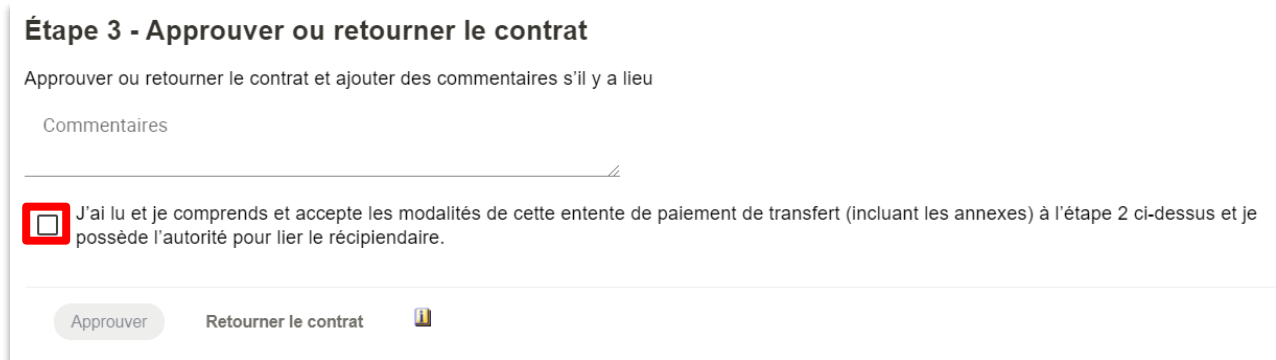 Étape 3 - Approuver ou retourner le contrat
Approuver ou retourner le contrat et ajouter des commentaires s’il y a lieu
Commentaires
J’ai lu et je comprends et accepte les modalités de cette entente de paiement de transfert (incluant les annexes) à l’étape 2 ci-dessus et je
possède l’autorité pour lier le récipiendaire.
Approuver Retourner le contrat i